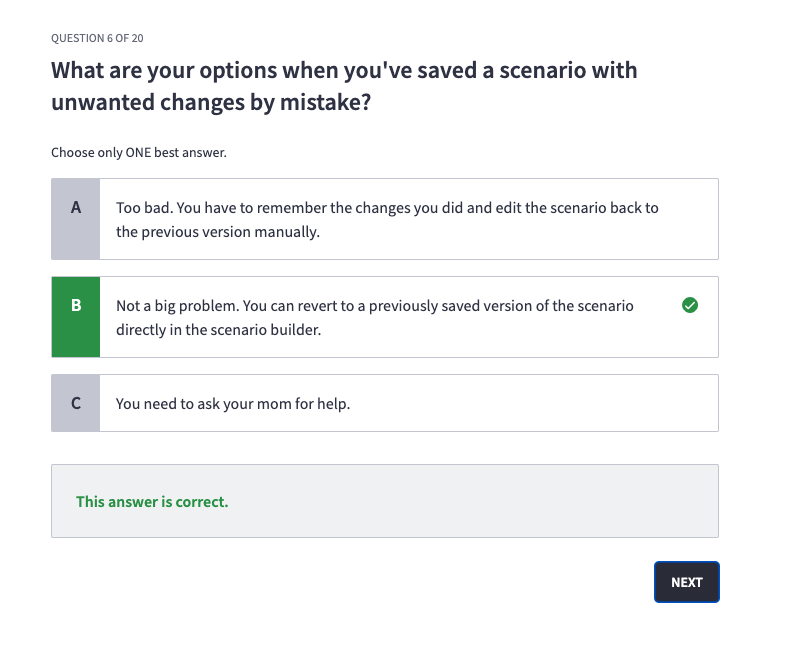 QUESTION 6 OF 20
What are your options when you've saved a scenario with
unwanted changes by mistake?
Choose only ONE best answer.
A
Too bad. You have to remember the changes you did and edit the scenario back to
the previous version manually.
B
Not a big problem. You can revert to a previously saved version of the scenario
directly in the scenario builder.
C
You need to ask your mom for help.
This answer is correct.
NEXT